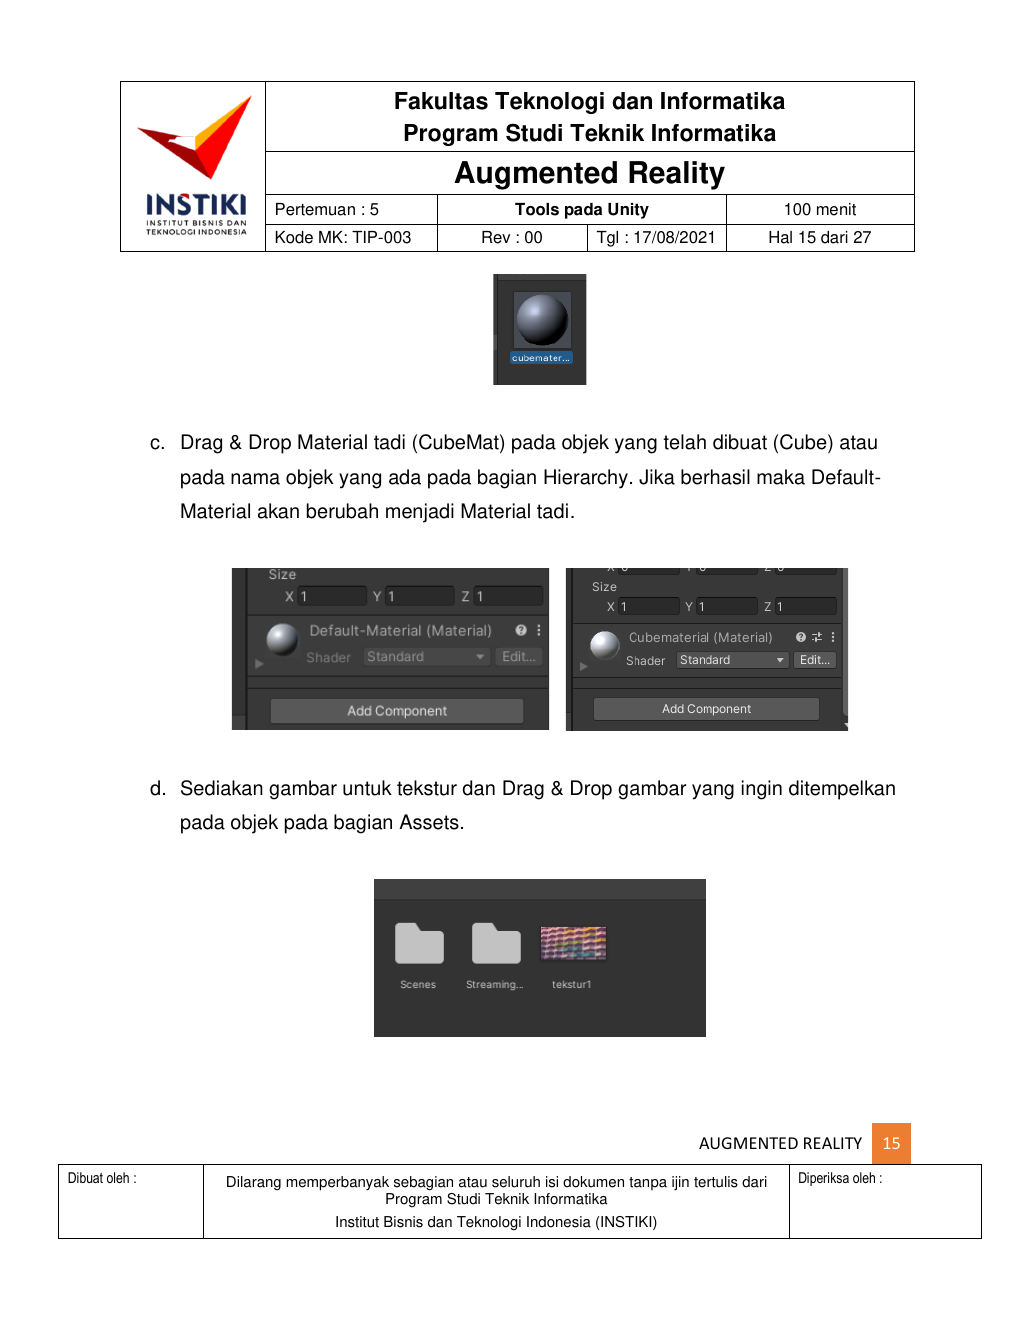 Fakultas Teknologi dan Informatika
Program Studi Teknik Informatika
Augmented Reality
INSTIKI
INSTITUT BISNIS DAN
TEKNOLOGI INDONESIA
Pertemuan : 5 Tools pada Unity 100 menit
Kode MK: TIP-003 Rev : 00 Tgl : 17/08/2021 Hal 15 dari 27
cubemater...
c. Drag & Drop Material tadi (CubeMat) pada objek yang telah dibuat (Cube) atau
pada nama objek yang ada pada bagian Hierarchy. Jika berhasil maka Default-
Material akan berubah menjadi Material tadi.
Size
X 1 Y 1 Z 1
Default-Material (Material)
Shader Standard Edit...
Add Component
Size
X 1 Y 1 Z 1
Cubematerial (Material)
Shader Standard Edit...
Add Component
d. Sediakan gambar untuk tekstur dan Drag & Drop gambar yang ingin ditempelkan
pada objek pada bagian Assets.
Scenes Streaming... tekstur1
AUGMENTED REALITY 15
Dibuat oleh :
Dilarang memperbanyak sebagian atau seluruh isi dokumen tanpa ijin tertulis dari
Program Studi Teknik Informatika
Institut Bisnis dan Teknologi Indonesia (INSTIKI)
Diperiksa oleh :